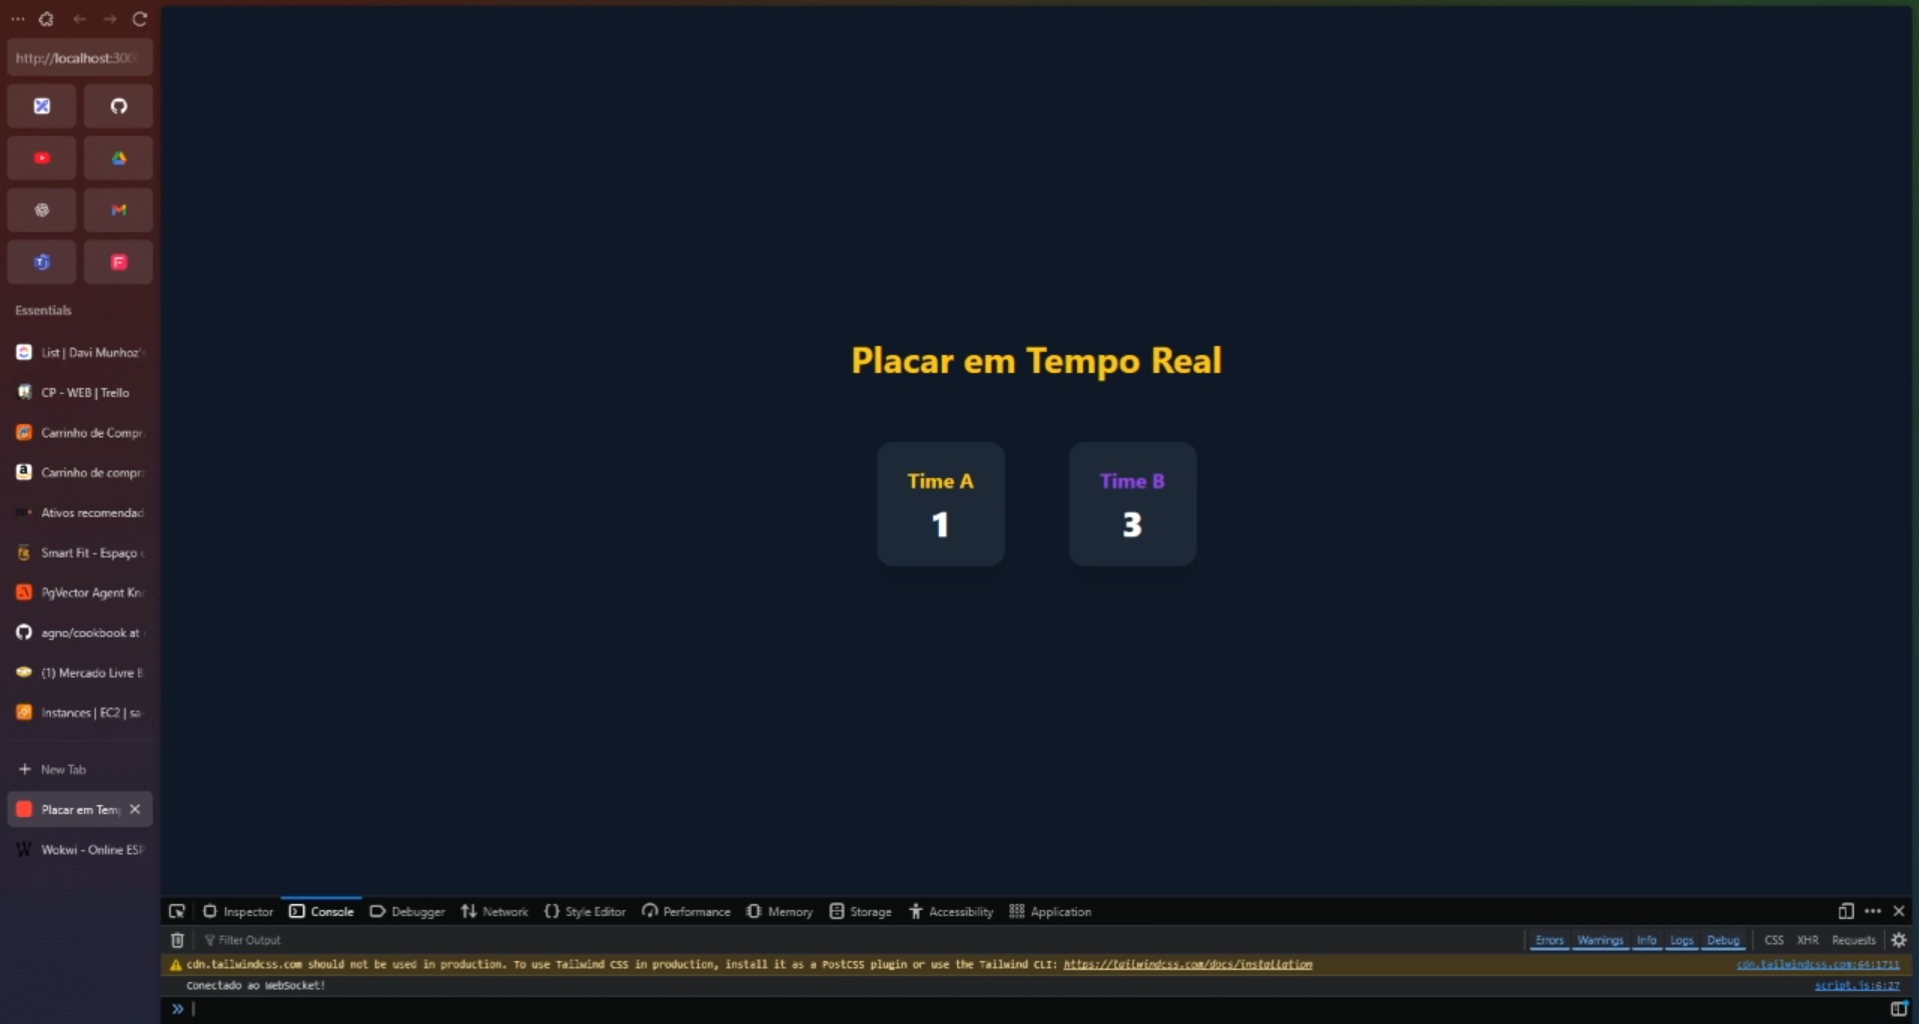 http://localhost:300
Essentials
List | Davi Munhoz's
CP - WEB | Trello
Carrinho de Compr
Carrinho de compra
Ativos recomendad
Smart Fit - Espaço
PgVector Agent Kn
agno/cookbook at
(1) Mercado Livre B
Instances | EC2 | sa-
New Tab
Placar em Tem
Wokwi - Online ESP
Placar em Tempo Real
Time A
1
Time B
3
Inspector Console Debugger Network Style Editor Performance Memory Storage Accessibility Application
Filter Output
Errors Warnings Info Logs Debug CSS XHR Requests
cdn.tailwindcss.com should not be used in production. To use Tailwind CSS in production, install it as a PostCSS plugin or use the Tailwind CLI: https://tailwindcss.com/docs/installation
cdn.tailwindcss.com:64:1711
Conectado ao WebSocket!
script.js:6:27